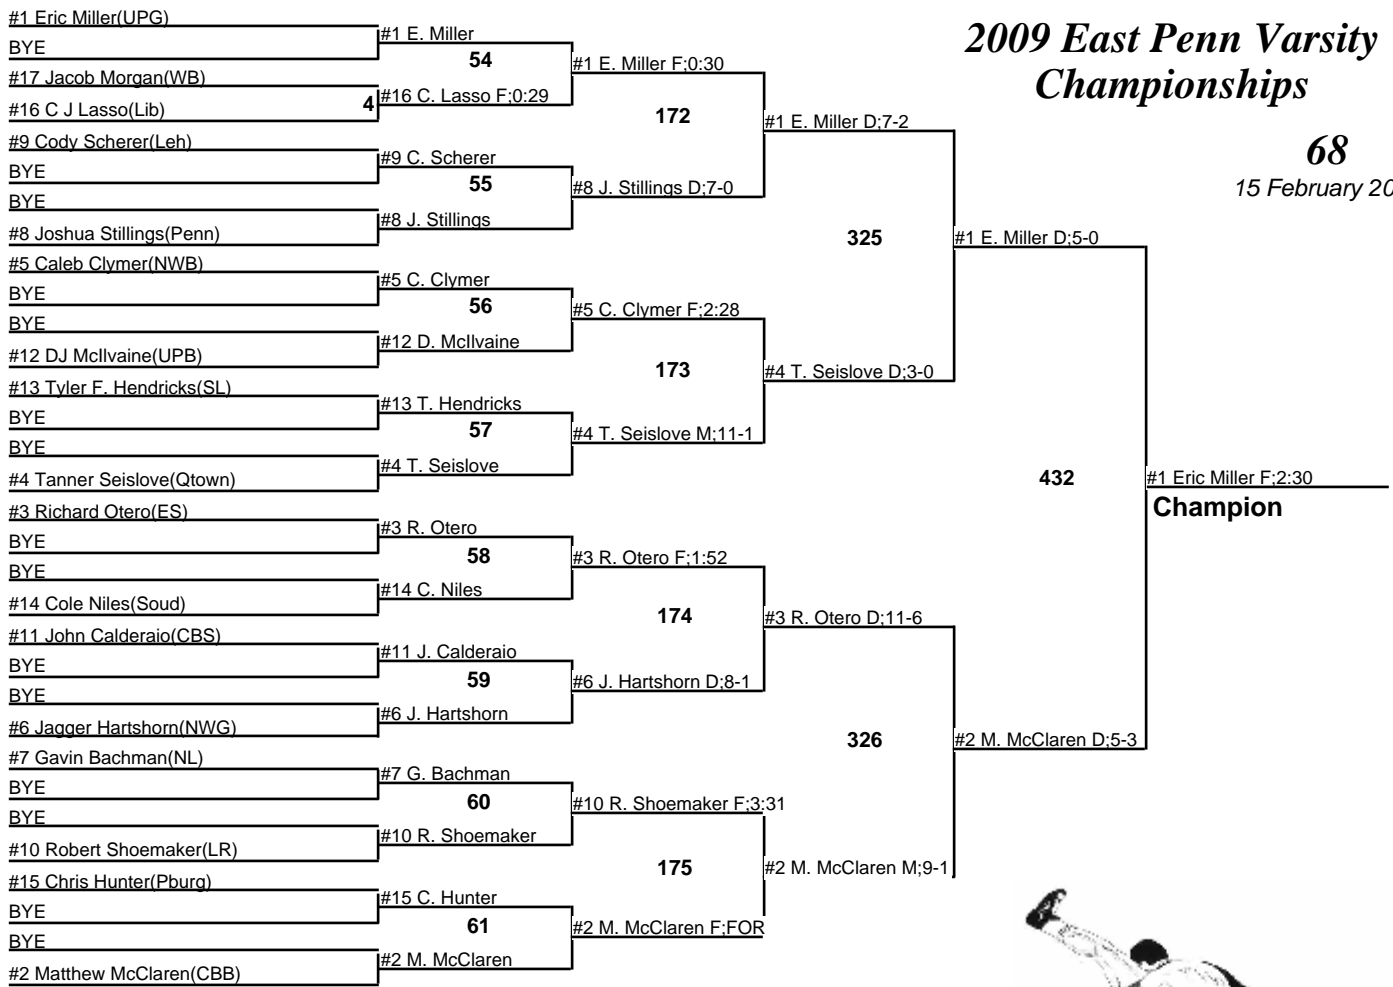 2009 East Penn Varsity
Championships
68
15 February 20
#1 Eric Miller(UPG)
BYE
#17 Jacob Morgan(WB)
#16 C J Lasso(Lib)
#9 Cody Scherer(Leh)
BYE
BYE
#8 Joshua Stillings(Penn)
#5 Caleb Clymer(NWB)
BYE
BYE
#12 DJ McIlvaine(UPB)
#13 Tyler F. Hendricks(SL)
BYE
BYE
#4 Tanner Seislove(Qtown)
#3 Richard Otero(ES)
BYE
BYE
#14 Cole Niles(Soud)
#11 John Calderaio(CBS)
BYE
BYE
#6 Jagger Hartshorn(NWG)
#7 Gavin Bachman(NL)
BYE
BYE
#10 Robert Shoemaker(LR)
#15 Chris Hunter(Pburg)
BYE
BYE
#2 Matthew McClaren(CBB)
4
#1 E. Miller
54
#16 C. Lasso F;0:29
#9 C. Scherer
55
#8 J. Stillings
#5 C. Clymer
56
#12 D. McIlvaine
#13 T. Hendricks
57
#4 T. Seislove
#3 R. Otero
58
#14 C. Niles
#11 J. Calderaio
59
#6 J. Hartshorn
#7 G. Bachman
60
#10 R. Shoemaker
#15 C. Hunter
61
#2 M. McClaren
#1 E. Miller F;0:30
172
#8 J. Stillings D;7-0
#5 C. Clymer F;2:28
173
#4 T. Seislove M;11-1
#3 R. Otero F;1:52
174
#6 J. Hartshorn D;8-1
#10 R. Shoemaker F;3:31
175
#2 M. McClaren F;FOR
#1 E. Miller D;7-2
325
#4 T. Seislove D;3-0
#3 R. Otero D;11-6
326
#2 M. McClaren M;9-1
#1 E. Miller D;5-0
432
#2 M. McClaren D;5-3
#1 Eric Miller F;2:30
Champion